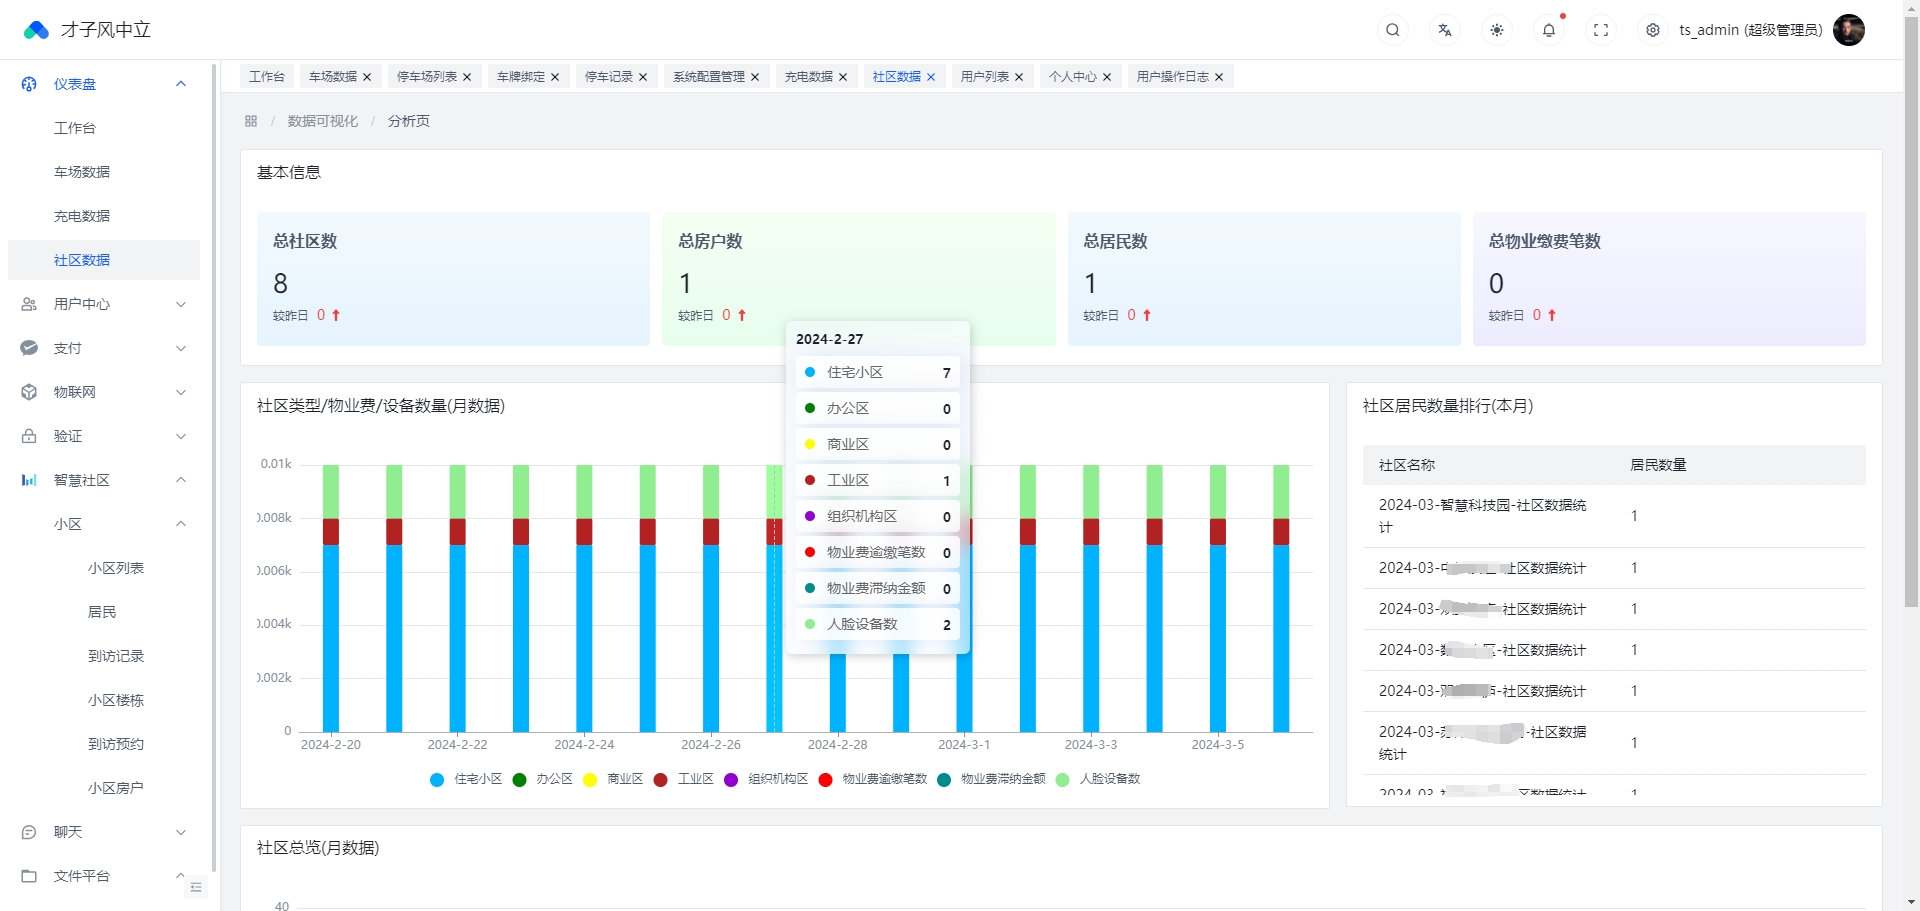 才子风中立
ts_admin (超级管理员)
仪表盘
工作台
车场数据
充电数据
社区数据
用户中心
支付
物联网
验证
智慧社区
小区
小区列表
居民
到访记录
小区楼栋
到访预约
小区房户
聊天
文件平台
工作台 车场数据 停车场列表 车牌绑定 停车记录 系统配置管理 充电数据 社区数据 用户列表 个人中心 用户操作日志
/ 数据可视化 / 分析页
基本信息
总社区数
8
较昨日 0
总房户数
1
较昨日 0
总居民数
1
较昨日 0
总物业缴费笔数
0
较昨日 0
社区类型/物业费/设备数量(月数据)
0.01k
0.008k
0.006k
0.004k
0.002k
0
2024-2-20 2024-2-22 2024-2-24 2024-2-26 2024-2-28 2024-3-1 2024-3-3 2024-3-5
住宅小区 办公区 商业区 工业区 组织机构区 物业费逾缴笔数 物业费滞纳金额 人脸设备数
2024-2-27
住宅小区 7
办公区 0
商业区 0
工业区 1
组织机构区 0
物业费逾缴笔数 0
物业费滞纳金额 0
人脸设备数 2
社区居民数量排行(本月)
社区名称 居民数量
2024-03-智慧科技园-社区数据统
计
1
2024-03- 社区数据统计 1
2024-03- -社区数据统计 1
2024-03- -社区数据统计 1
2024-03- -社区数据统计 1
2024-03- -社区数据
统计
1
社区总览(月数据)
40